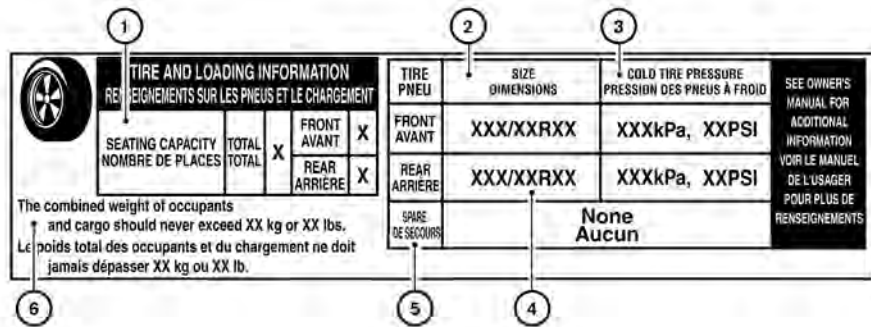 1
2
3
TIRE AND LOADING INFORMATION
RENSEIGNEMENTS SUR LES PNEUS ET LE CHARGEMENT
SEATING CAPACITY
NOMBRE DE PLACES
TOTAL
TOTAL
X
FRONT
AVANT
X
REAR
ARRIÈRE
X
The combined weight of occupants
and cargo should never exceed XX kg or XX lbs.
Le poids total des occupants et du chargement ne doit
jamais dépasser XX kg ou XX lb.
TIRE
PNEU
SIZE
DIMENSIONS
COLD TIRE PRESSURE
PRESSION DES PNEUS À FROID
FRONT
AVANT
XXX/XXRXX
XXXkPa, XXPSI
REAR
ARRIÈRE
XXX/XXRXX
XXXkPa, XXPSI
SPARE
DE SECOURS
None
Aucun
SEE OWNER'S
MANUAL FOR
ADDITIONAL
INFORMATION
VOIR LE MANUEL
DE L'USAGER
POUR PLUS DE
RENSEIGNEMENTS
6
5
4